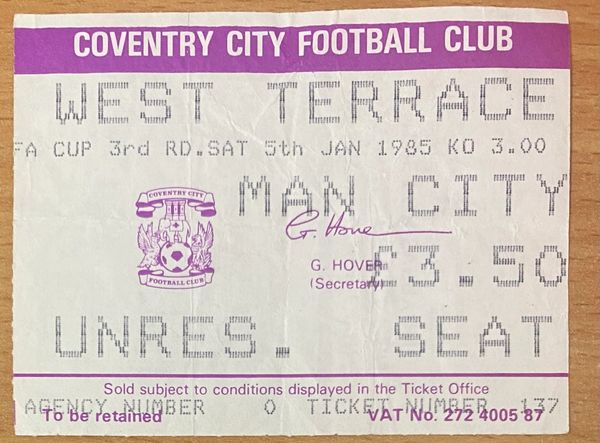 COVENTRY CITY FOOTBALL CLUB
WEST TERRACE
FA CUP 3rd RD.SAT 5th JAN 1985 KO 3.00
MAN CITY
COVENTRY CITY
FOOTBALL CLUB
G. Hover
G. HOVER £3.50
(Secretary)
UNRES. SEAT
Sold subject to conditions displayed in the Ticket Office
AGENCY NUMBER 0 TICKET NUMBER 137
To be retained VAT No. 272 4005 87